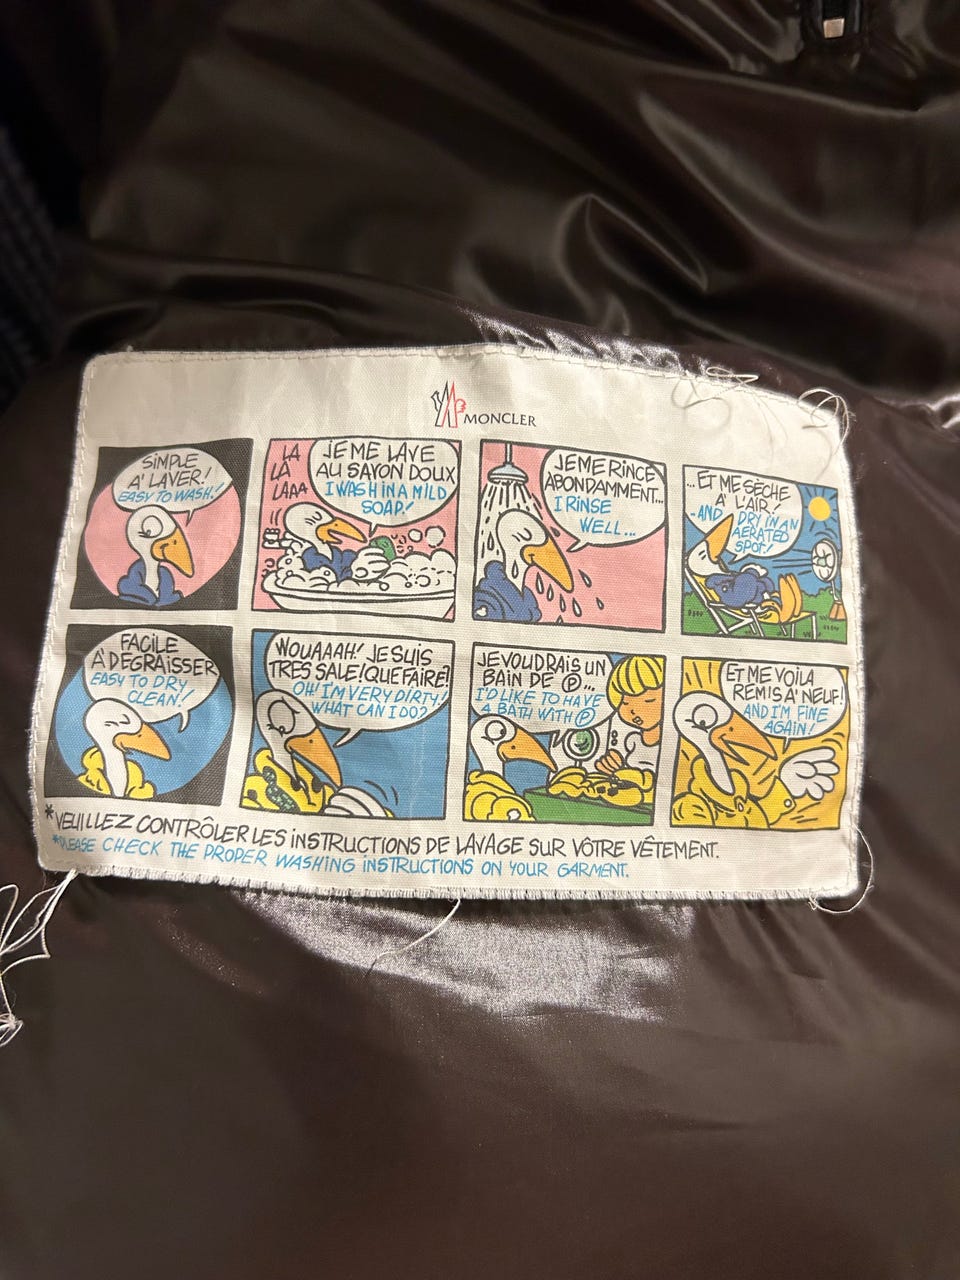 MONCLER
SIMPLE
A' LAVER!
EASY TO WASH!
LA
LÀ
LAAA
JE ME LAVE
AU SAVON DOUX
I WASH IN A MILD
SOAP!
JE ME RINCE
ABONDAMMENT...
I RINSE
WELL...
...ET ME SÈCHE
A' L'AIR!
-AND DRY IN AN
AERATED
SPOT!
FACILE
A' DEGRAISSER
EASY TO DRY
CLEAN!
WOUAAAH! JE SUIS
TRES SALE! QUE FAIRE!
OH! I'M VERY DIRTY!
WHAT CAN I DO?
JE VOUDRAIS UN
BAIN DE Ⓟ...
I'D LIKE TO HAVE
A BATH WITH Ⓟ
ET ME VOILA
REMIS A' NEUF!
AND I'M FINE
AGAIN!
*VEUILLEZ CONTRÔLER LES INSTRUCTIONS DE LAVAGE SUR VÔTRE VÊTEMENT.
*PLEASE CHECK THE PROPER WASHING INSTRUCTIONS ON YOUR GARMENT.